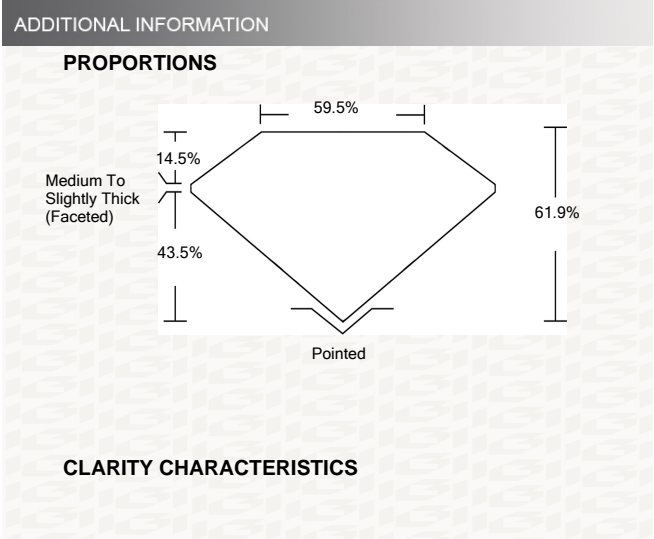 ADDITIONAL INFORMATION
PROPORTIONS
59.5%
14.5%
Medium To
Slightly Thick
(Faceted)
61.9%
43.5%
Pointed
CLARITY CHARACTERISTICS